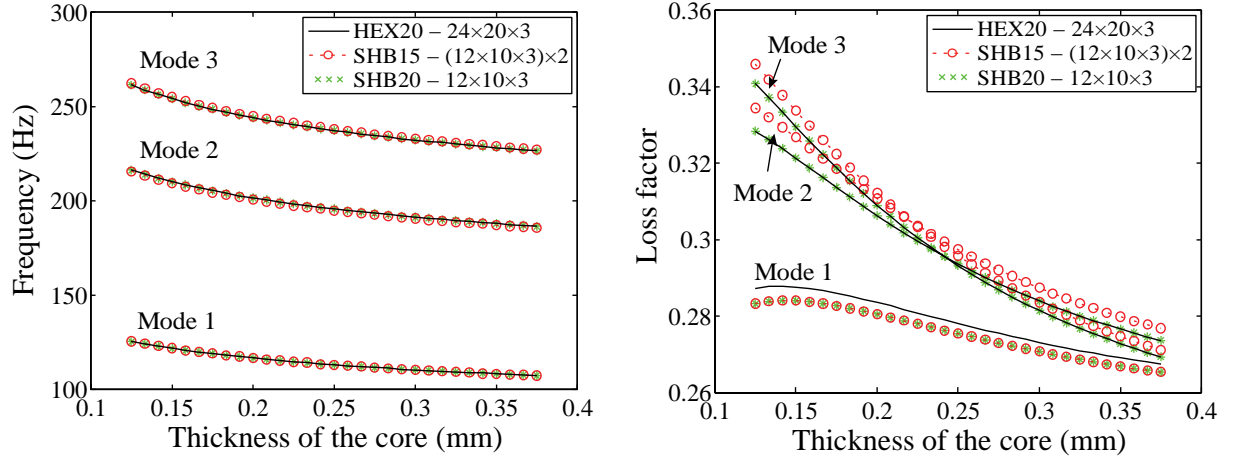 300
250
200
150
100
Frequency (Hz)
0.1 0.15 0.2 0.25 0.3 0.35 0.4
Thickness of the core (mm)
HEX20 – 24×20×3
SHB15 – (12×10×3)×2
SHB20 – 12×10×3
Mode 3
Mode 2
Mode 1
0.36
0.34
0.32
0.3
0.28
0.26
Loss factor
0.1 0.15 0.2 0.25 0.3 0.35 0.4
Thickness of the core (mm)
HEX20 – 24×20×3
SHB15 – (12×10×3)×2
SHB20 – 12×10×3
Mode 3
Mode 2
Mode 1